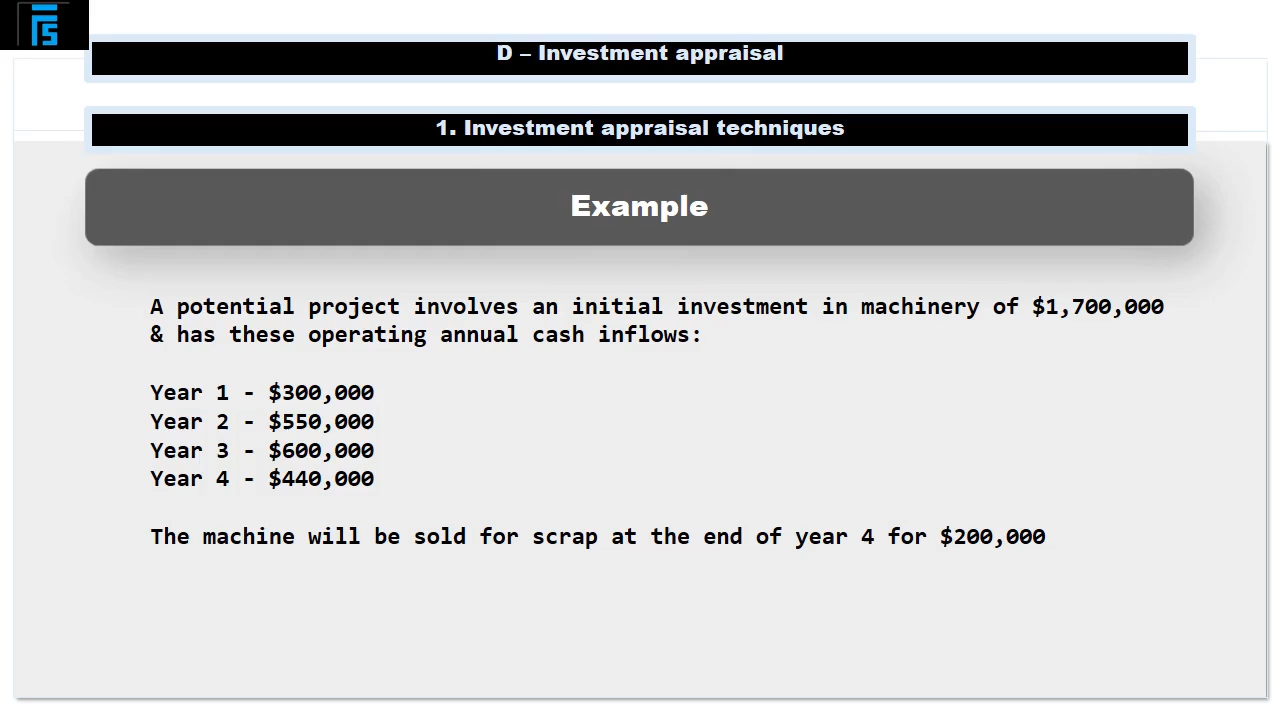 D – Investment appraisal
1. Investment appraisal techniques
Example
A potential project involves an initial investment in machinery of $1,700,000
& has these operating annual cash inflows:
Year 1 - $300,000
Year 2 - $550,000
Year 3 - $600,000
Year 4 - $440,000
The machine will be sold for scrap at the end of year 4 for $200,000